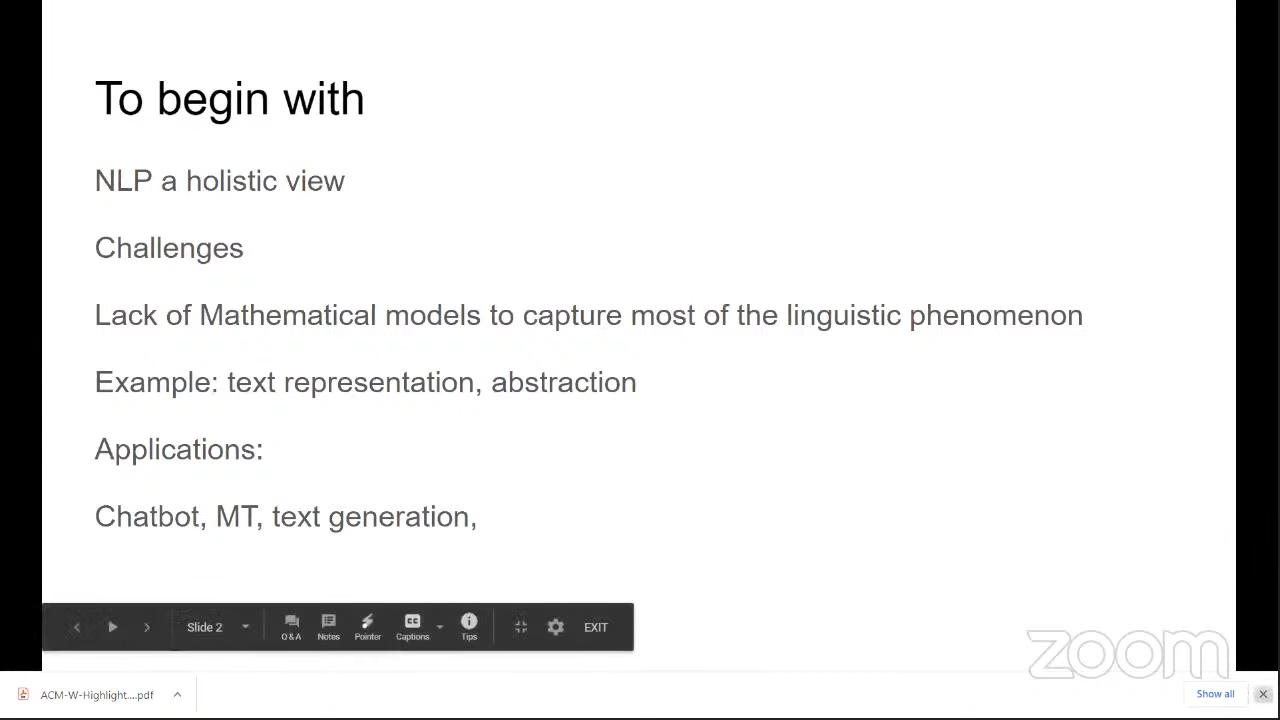 To begin with
NLP a holistic view
Challenges
Lack of Mathematical models to capture most of the linguistic phenomenon
Example: text representation, abstraction
Applications:
Chatbot, MT, text generation,
Slide 2
Q&A
Notes
Pointer
CC
Captions
Tips
EXIT
zoom
ACM-W-Highlight....pdf
Show all